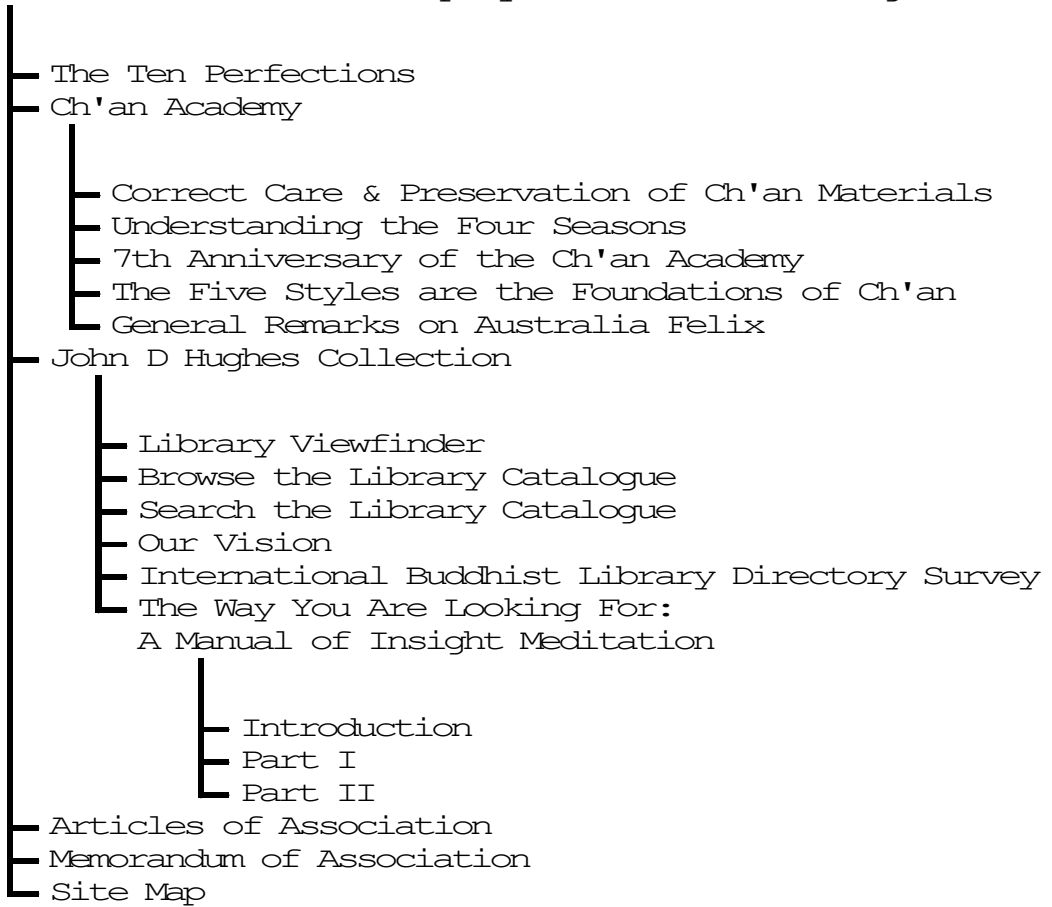 The Ten Perfections
Ch'an Academy
Correct Care & Preservation of Ch'an Materials
Understanding the Four Seasons
7th Anniversary of the Ch'an Academy
The Five Styles are the Foundations of Ch'an
General Remarks on Australia Felix
John D Hughes Collection
Library Viewfinder
Browse the Library Catalogue
Search the Library Catalogue
Our Vision
International Buddhist Library Directory Survey
The Way You Are Looking For:
A Manual of Insight Meditation
Introduction
Part I
Part II
Articles of Association
Memorandum of Association
Site Map